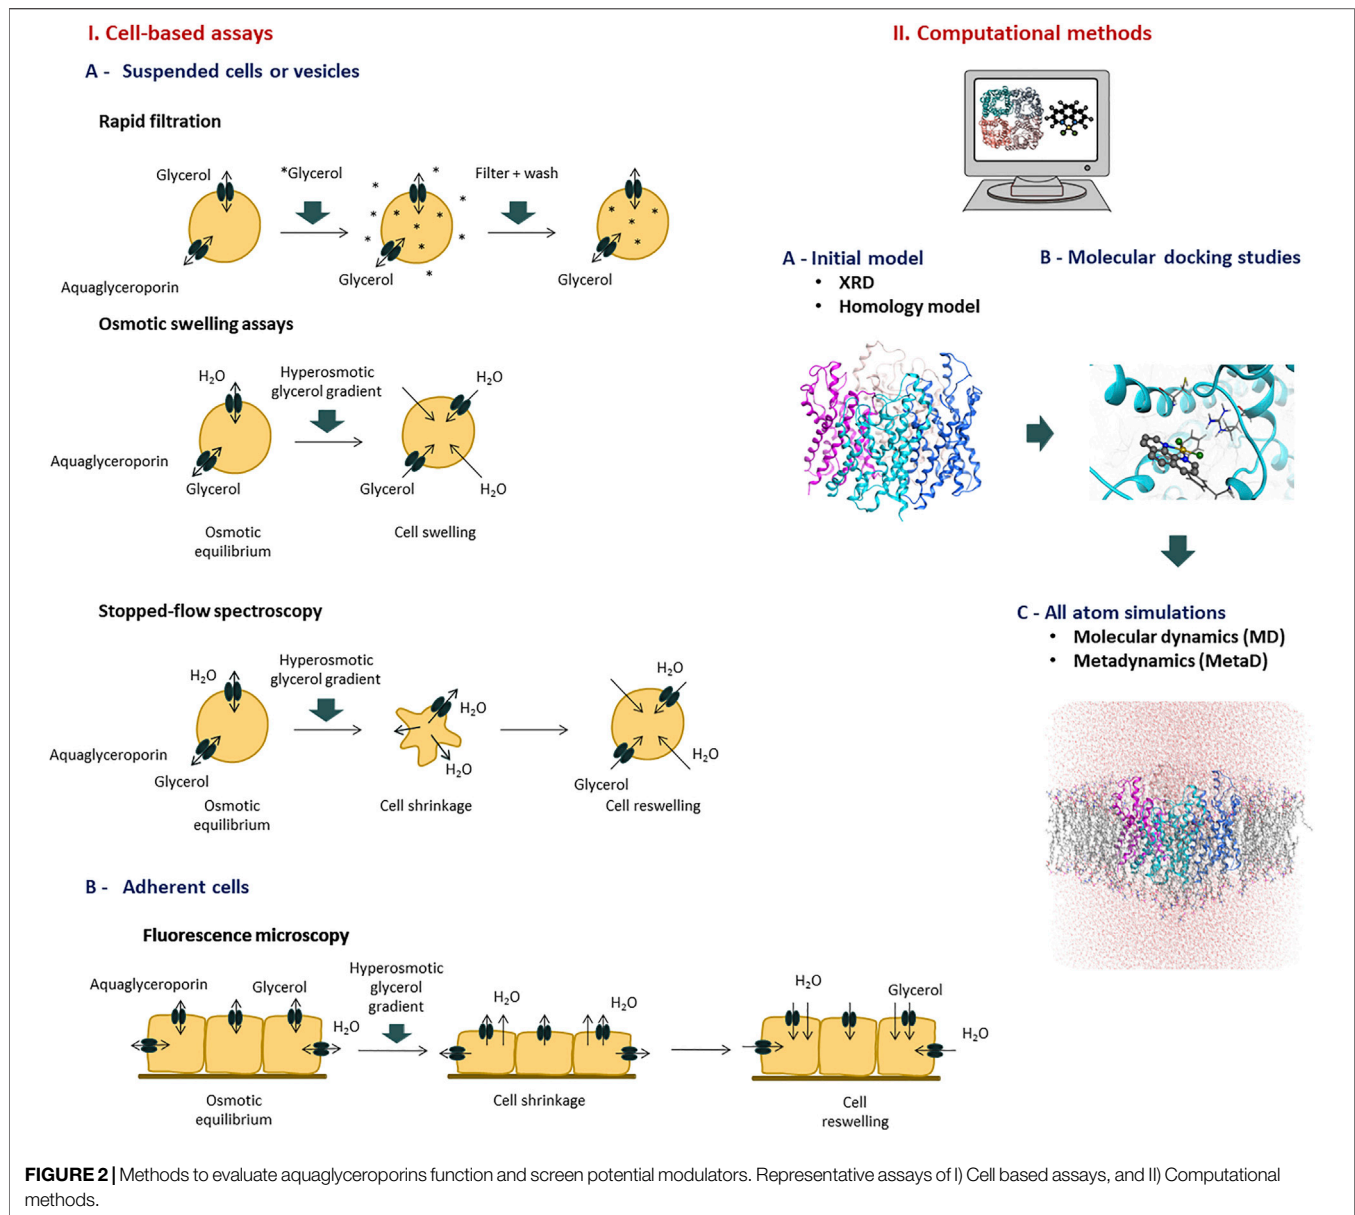 I. Cell-based assays
A - Suspended cells or vesicles
Rapid filtration
Glycerol
*Glycerol
Filter + wash
Aquaglyceroporin
Glycerol
Glycerol
Osmotic swelling assays
H₂O
Hyperosmotic
glycerol gradient
H₂O
Aquaglyceroporin
Glycerol
Glycerol
H₂O
Osmotic
equilibrium
Cell swelling
Stopped-flow spectroscopy
H₂O
Hyperosmotic
glycerol gradient
H₂O
H₂O
Aquaglyceroporin
Glycerol
H₂O
H₂O
Glycerol
Osmotic
equilibrium
Cell shrinkage
Cell reswelling
B - Adherent cells
Fluorescence microscopy
Aquaglyceroporin
Glycerol
H₂O
Hyperosmotic
glycerol
gradient
H₂O
H₂O
H₂O
Glycerol
H₂O
Osmotic
equilibrium
Cell shrinkage
Cell
reswelling
II. Computational methods
A - Initial model
• XRD
• Homology model
B - Molecular docking studies
C - All atom simulations
• Molecular dynamics (MD)
• Metadynamics (MetaD)
FIGURE 2 | Methods to evaluate aquaglyceroporins function and screen potential modulators. Representative assays of I) Cell based assays, and II) Computational
methods.